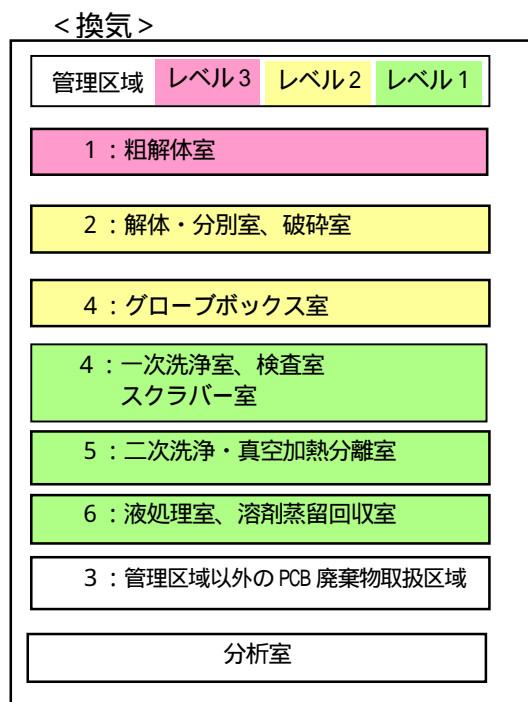 <換気>
管理区域 レベル3 レベル2 レベル1
1:粗解体室
2:解体・分別室、破砕室
4:グローブボックス室
4:一次洗浄室、検査室
スクラバー室
5:二次洗浄・真空加熱分離室
6:液処理室、溶剤蒸留回収室
3:管理区域以外のPCB廃棄物取扱区域
分析室